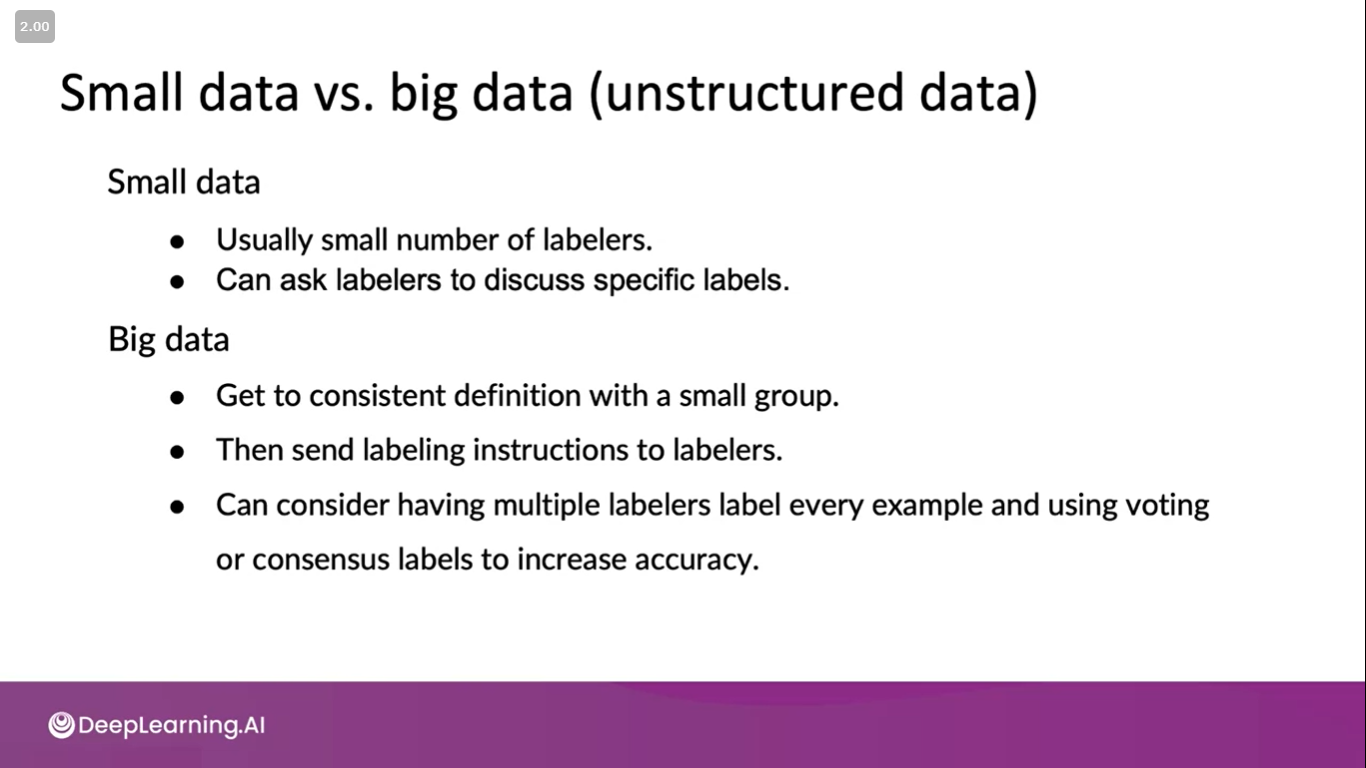 2.00
Small data vs. big data (unstructured data)
Small data
● Usually small number of labelers.
● Can ask labelers to discuss specific labels.
Big data
● Get to consistent definition with a small group.
● Then send labeling instructions to labelers.
● Can consider having multiple labelers label every example and using voting
or consensus labels to increase accuracy.
DeepLearning.AI